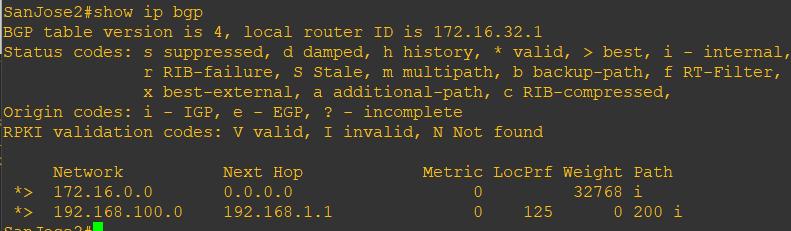 SanJose2#show ip bgp
BGP table version is 4, local router ID is 172.16.32.1
Status codes: s suppressed, d damped, h history, * valid, > best, i - internal,
              r RIB-failure, S Stale, m multipath, b backup-path, f RT-Filter,
              x best-external, a additional-path, c RIB-compressed,
Origin codes: i - IGP, e - EGP, ? - incomplete
RPKI validation codes: V valid, I invalid, N Not found

     Network          Next Hop            Metric LocPrf Weight Path
 *>  172.16.0.0       0.0.0.0                  0         32768 i
 *>  192.168.100.0    192.168.1.1              0    125      0 200 i
SanJose2#